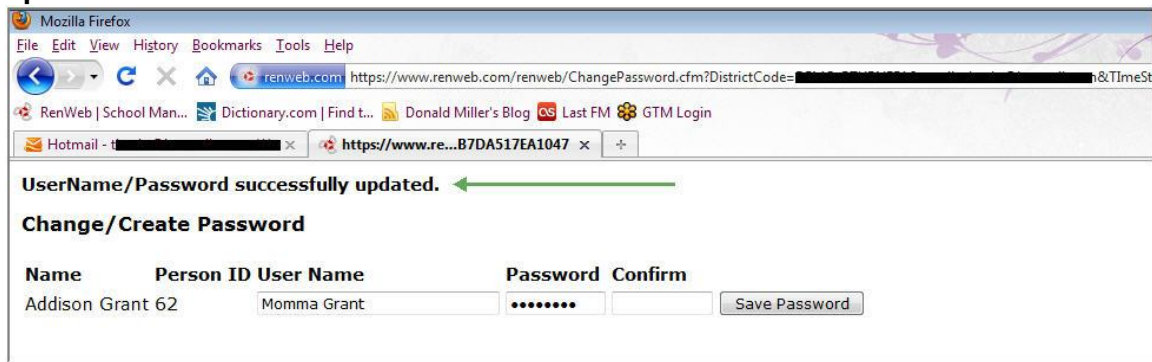 Mozilla Firefox
File Edit View History Bookmarks Tools Help
renweb.com https://www.renweb.com/renweb/ChangePassword.cfm?DistrictCode= h&TImeSt
RenWeb | School Man... Dictionary.com | Find t... Donald Miller's Blog Last FM GTM Login
Hotmail - t https://www.re...B7DA517EA1047
UserName/Password successfully updated.
Change/Create Password
Name Person ID User Name Password Confirm
Addison Grant 62 Momma Grant •••••••• Save Password